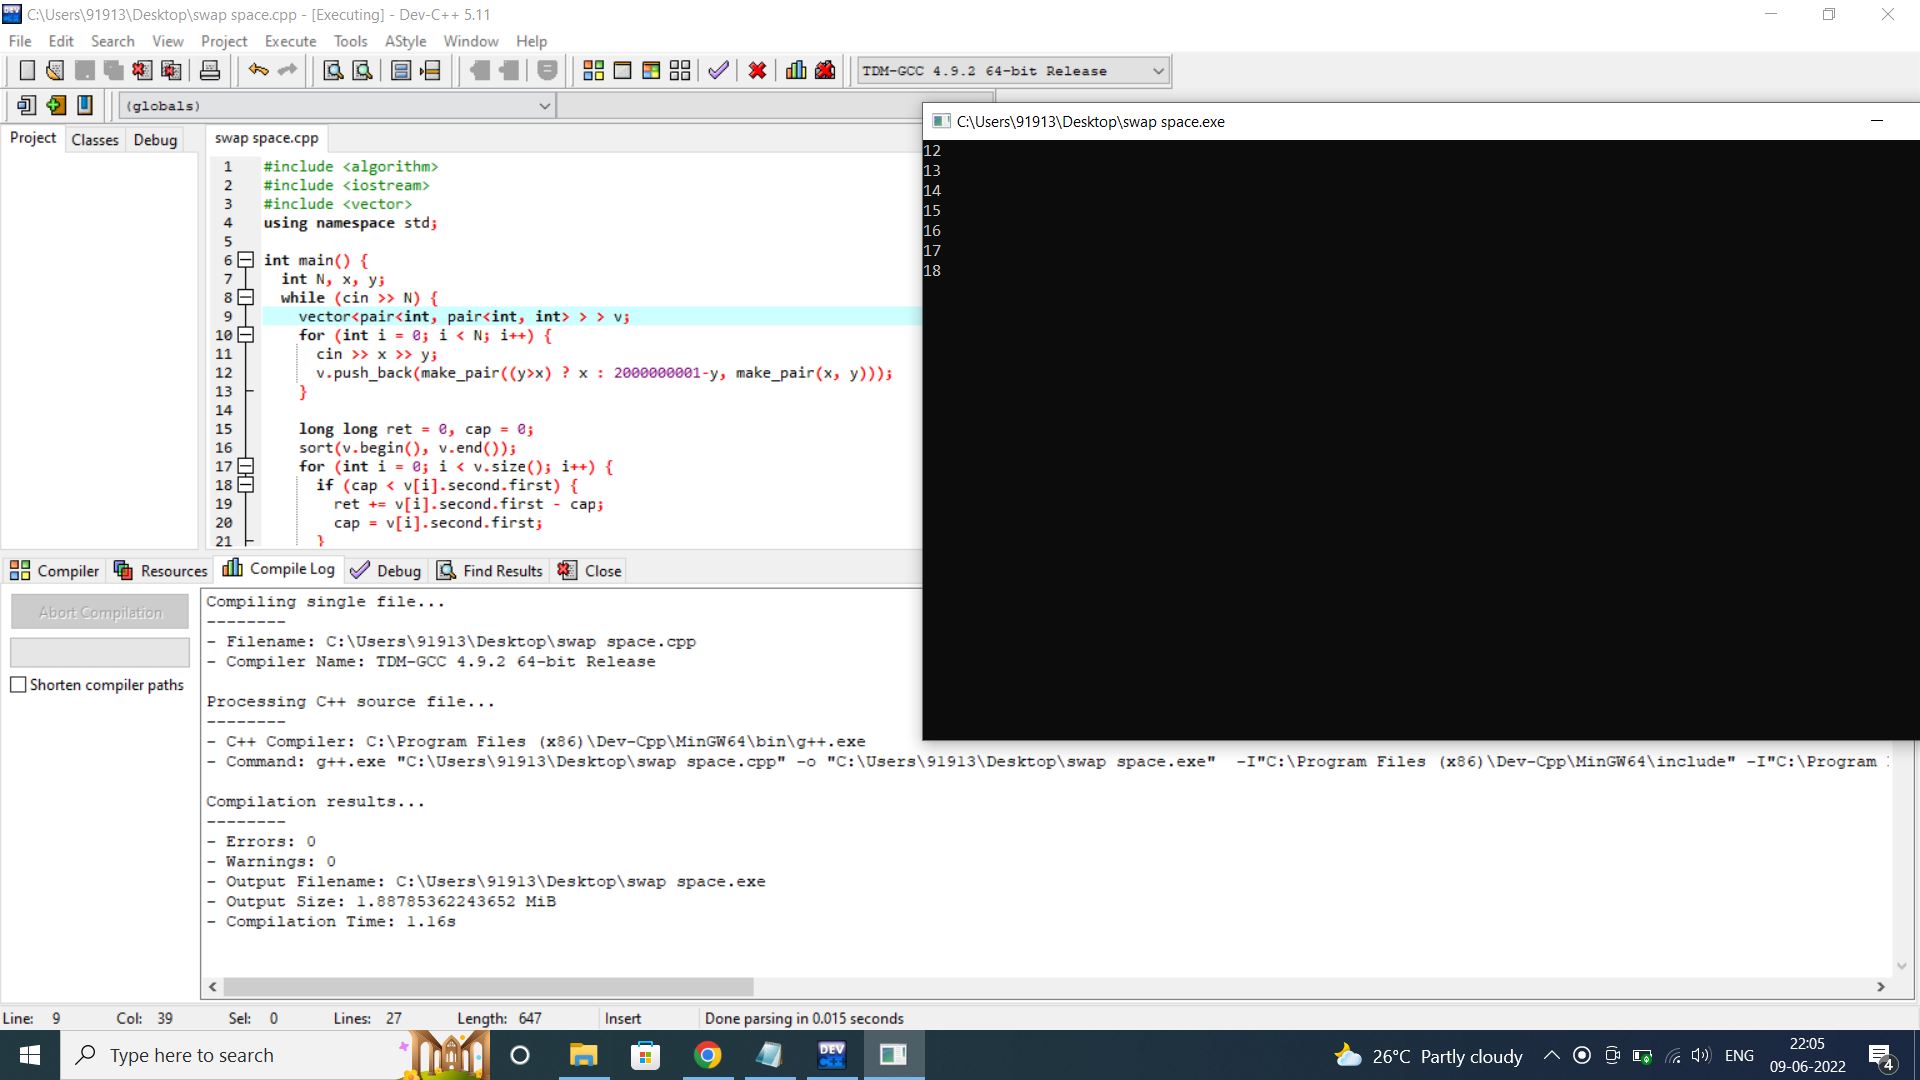 C:\Users\91913\Desktop\swap space.cpp - [Executing] - Dev-C++ 5.11
File Edit Search View Project Execute Tools AStyle Window Help
TDM-GCC 4.9.2 64-bit Release
(globals)
Project Classes Debug
swap space.cpp
1 #include <algorithm>
2 #include <iostream>
3 #include <vector>
4 using namespace std;
5
6 int main() {
7 int N, x, y;
8 while (cin >> N) {
9 vector<pair<int, pair<int, int> > > v;
10 for (int i = 0; i < N; i++) {
11 cin >> x >> y;
12 v.push_back(make_pair((y>x) ? x : 2000000001-y, make_pair(x, y)));
13 }
14
15 long long ret = 0, cap = 0;
16 sort(v.begin(), v.end());
17 for (int i = 0; i < v.size(); i++) {
18 if (cap < v[i].second.first) {
19 ret += v[i].second.first - cap;
20 cap = v[i].second.first;
21 }
C:\Users\91913\Desktop\swap space.exe
12
13
14
15
16
17
18
Compiler Resources Compile Log Debug Find Results Close
Abort Compilation
Shorten compiler paths
Compiling single file...
--------
- Filename: C:\Users\91913\Desktop\swap space.cpp
- Compiler Name: TDM-GCC 4.9.2 64-bit Release
Processing C++ source file...
--------
- C++ Compiler: C:\Program Files (x86)\Dev-Cpp\MinGW64\bin\g++.exe
- Command: g++.exe "C:\Users\91913\Desktop\swap space.cpp" -o "C:\Users\91913\Desktop\swap space.exe" -I"C:\Program Files (x86)\Dev-Cpp\MinGW64\include" -I"C:\Program
Compilation results...
--------
- Errors: 0
- Warnings: 0
- Output Filename: C:\Users\91913\Desktop\swap space.exe
- Output Size: 1.88785362243652 MiB
- Compilation Time: 1.16s
Line: 9 Col: 39 Sel: 0 Lines: 27 Length: 647 Insert Done parsing in 0.015 seconds
Type here to search
DEV C++
26°C Partly cloudy
ENG
22:05
09-06-2022
4